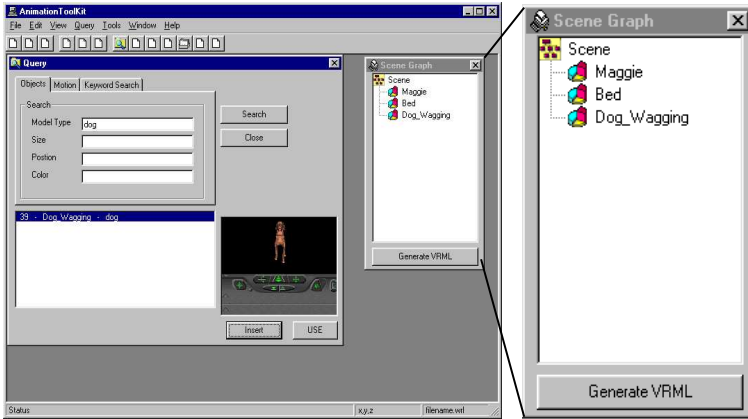 AnimationToolKit
File Edit View Query Tools Window Help
Query
Objects Motion Keyword Search
Search
Model Type dog
Size
Postion
Color
Search
Close
39 - Dog_Wagging - dog
Insert USE
Scene Graph
Scene
Maggie
Bed
Dog_Wagging
Generate VRML
Status x,y,z filename.wrl
Scene Graph
Scene
Maggie
Bed
Dog_Wagging
Generate VRML